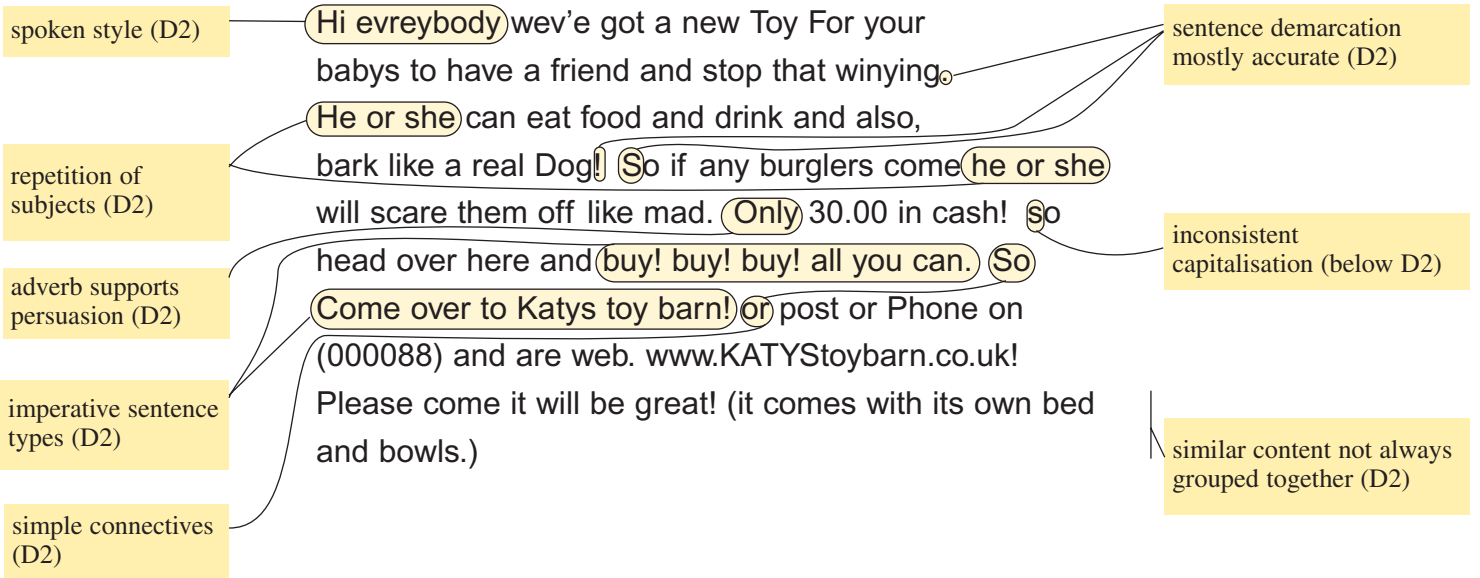 spoken style (D2)
repetition of
subjects (D2)
adverb supports
persuasion (D2)
imperative sentence
types (D2)
simple connectives
(D2)
Hi evreybody wev'e got a new Toy For your
babys to have a friend and stop that winying.
He or she can eat food and drink and also,
bark like a real Dog! So if any burglers come he or she
will scare them off like mad. Only 30.00 in cash! so
head over here and buy! buy! buy! all you can. So
Come over to Katys toy barn! or post or Phone on
(000088) and are web. www.KATYStoybarn.co.uk!
Please come it will be great! (it comes with its own bed
and bowls.)
sentence demarcation
mostly accurate (D2)
inconsistent
capitalisation (below D2)
similar content not always
grouped together (D2)